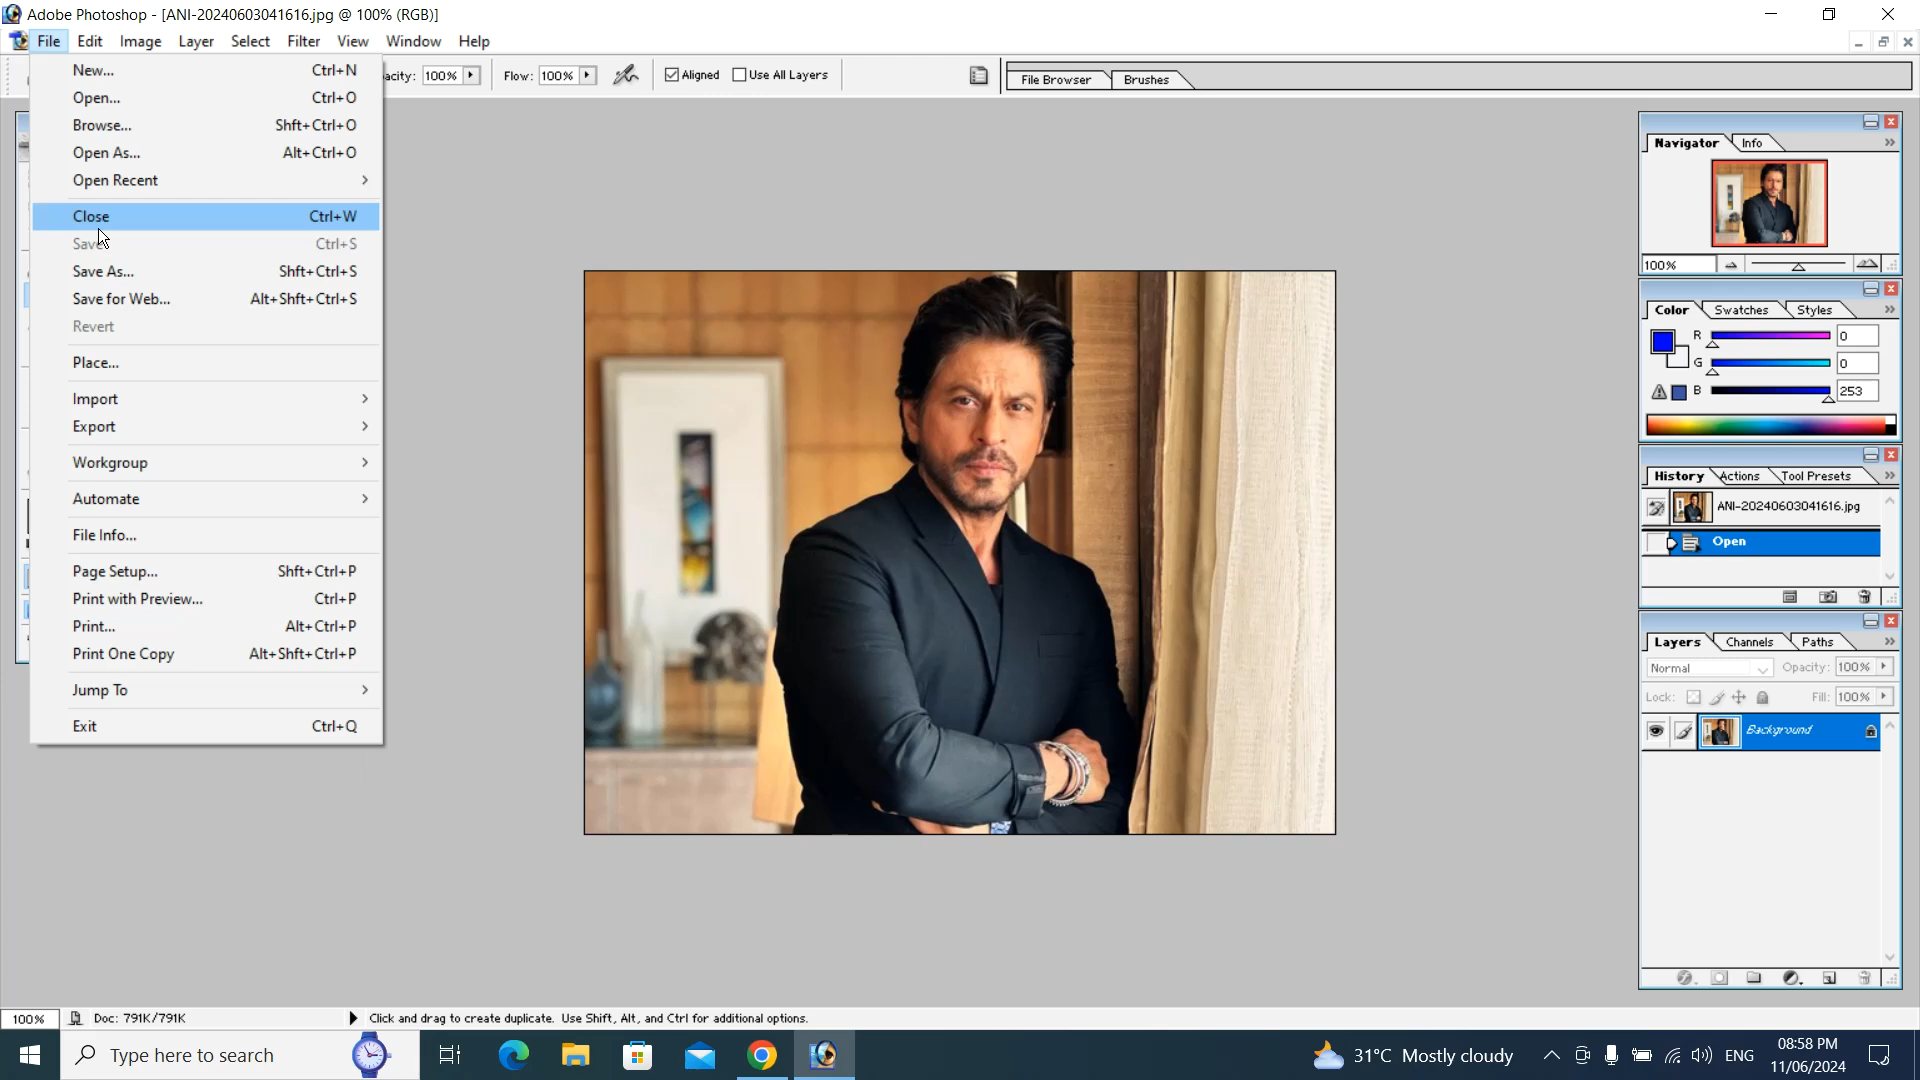 Adobe Photoshop - [ANI-20240603041616.jpg @ 100% (RGB)]
File Edit Image Layer Select Filter View Window Help
acity: 100% Flow: 100% Aligned Use All Layers File Browser Brushes
New... Ctrl+N
Open... Ctrl+O
Browse... Shft+Ctrl+O
Open As... Alt+Ctrl+O
Open Recent
Close Ctrl+W
Save Ctrl+S
Save As... Shft+Ctrl+S
Save for Web... Alt+Shft+Ctrl+S
Revert
Place...
Import
Export
Workgroup
Automate
File Info...
Page Setup... Shft+Ctrl+P
Print with Preview... Ctrl+P
Print... Alt+Ctrl+P
Print One Copy Alt+Shft+Ctrl+P
Jump To
Exit Ctrl+Q
Navigator Info
100%
Color Swatches Styles
R 0
G 0
B 253
History Actions Tool Presets
ANI-20240603041616.jpg
Open
Layers Channels Paths
Normal Opacity: 100%
Lock: Fill: 100%
Background
100% Doc: 791K/791K Click and drag to create duplicate. Use Shift, Alt, and Ctrl for additional options.
Type here to search 31°C Mostly cloudy ENG 08:58 PM
11/06/2024